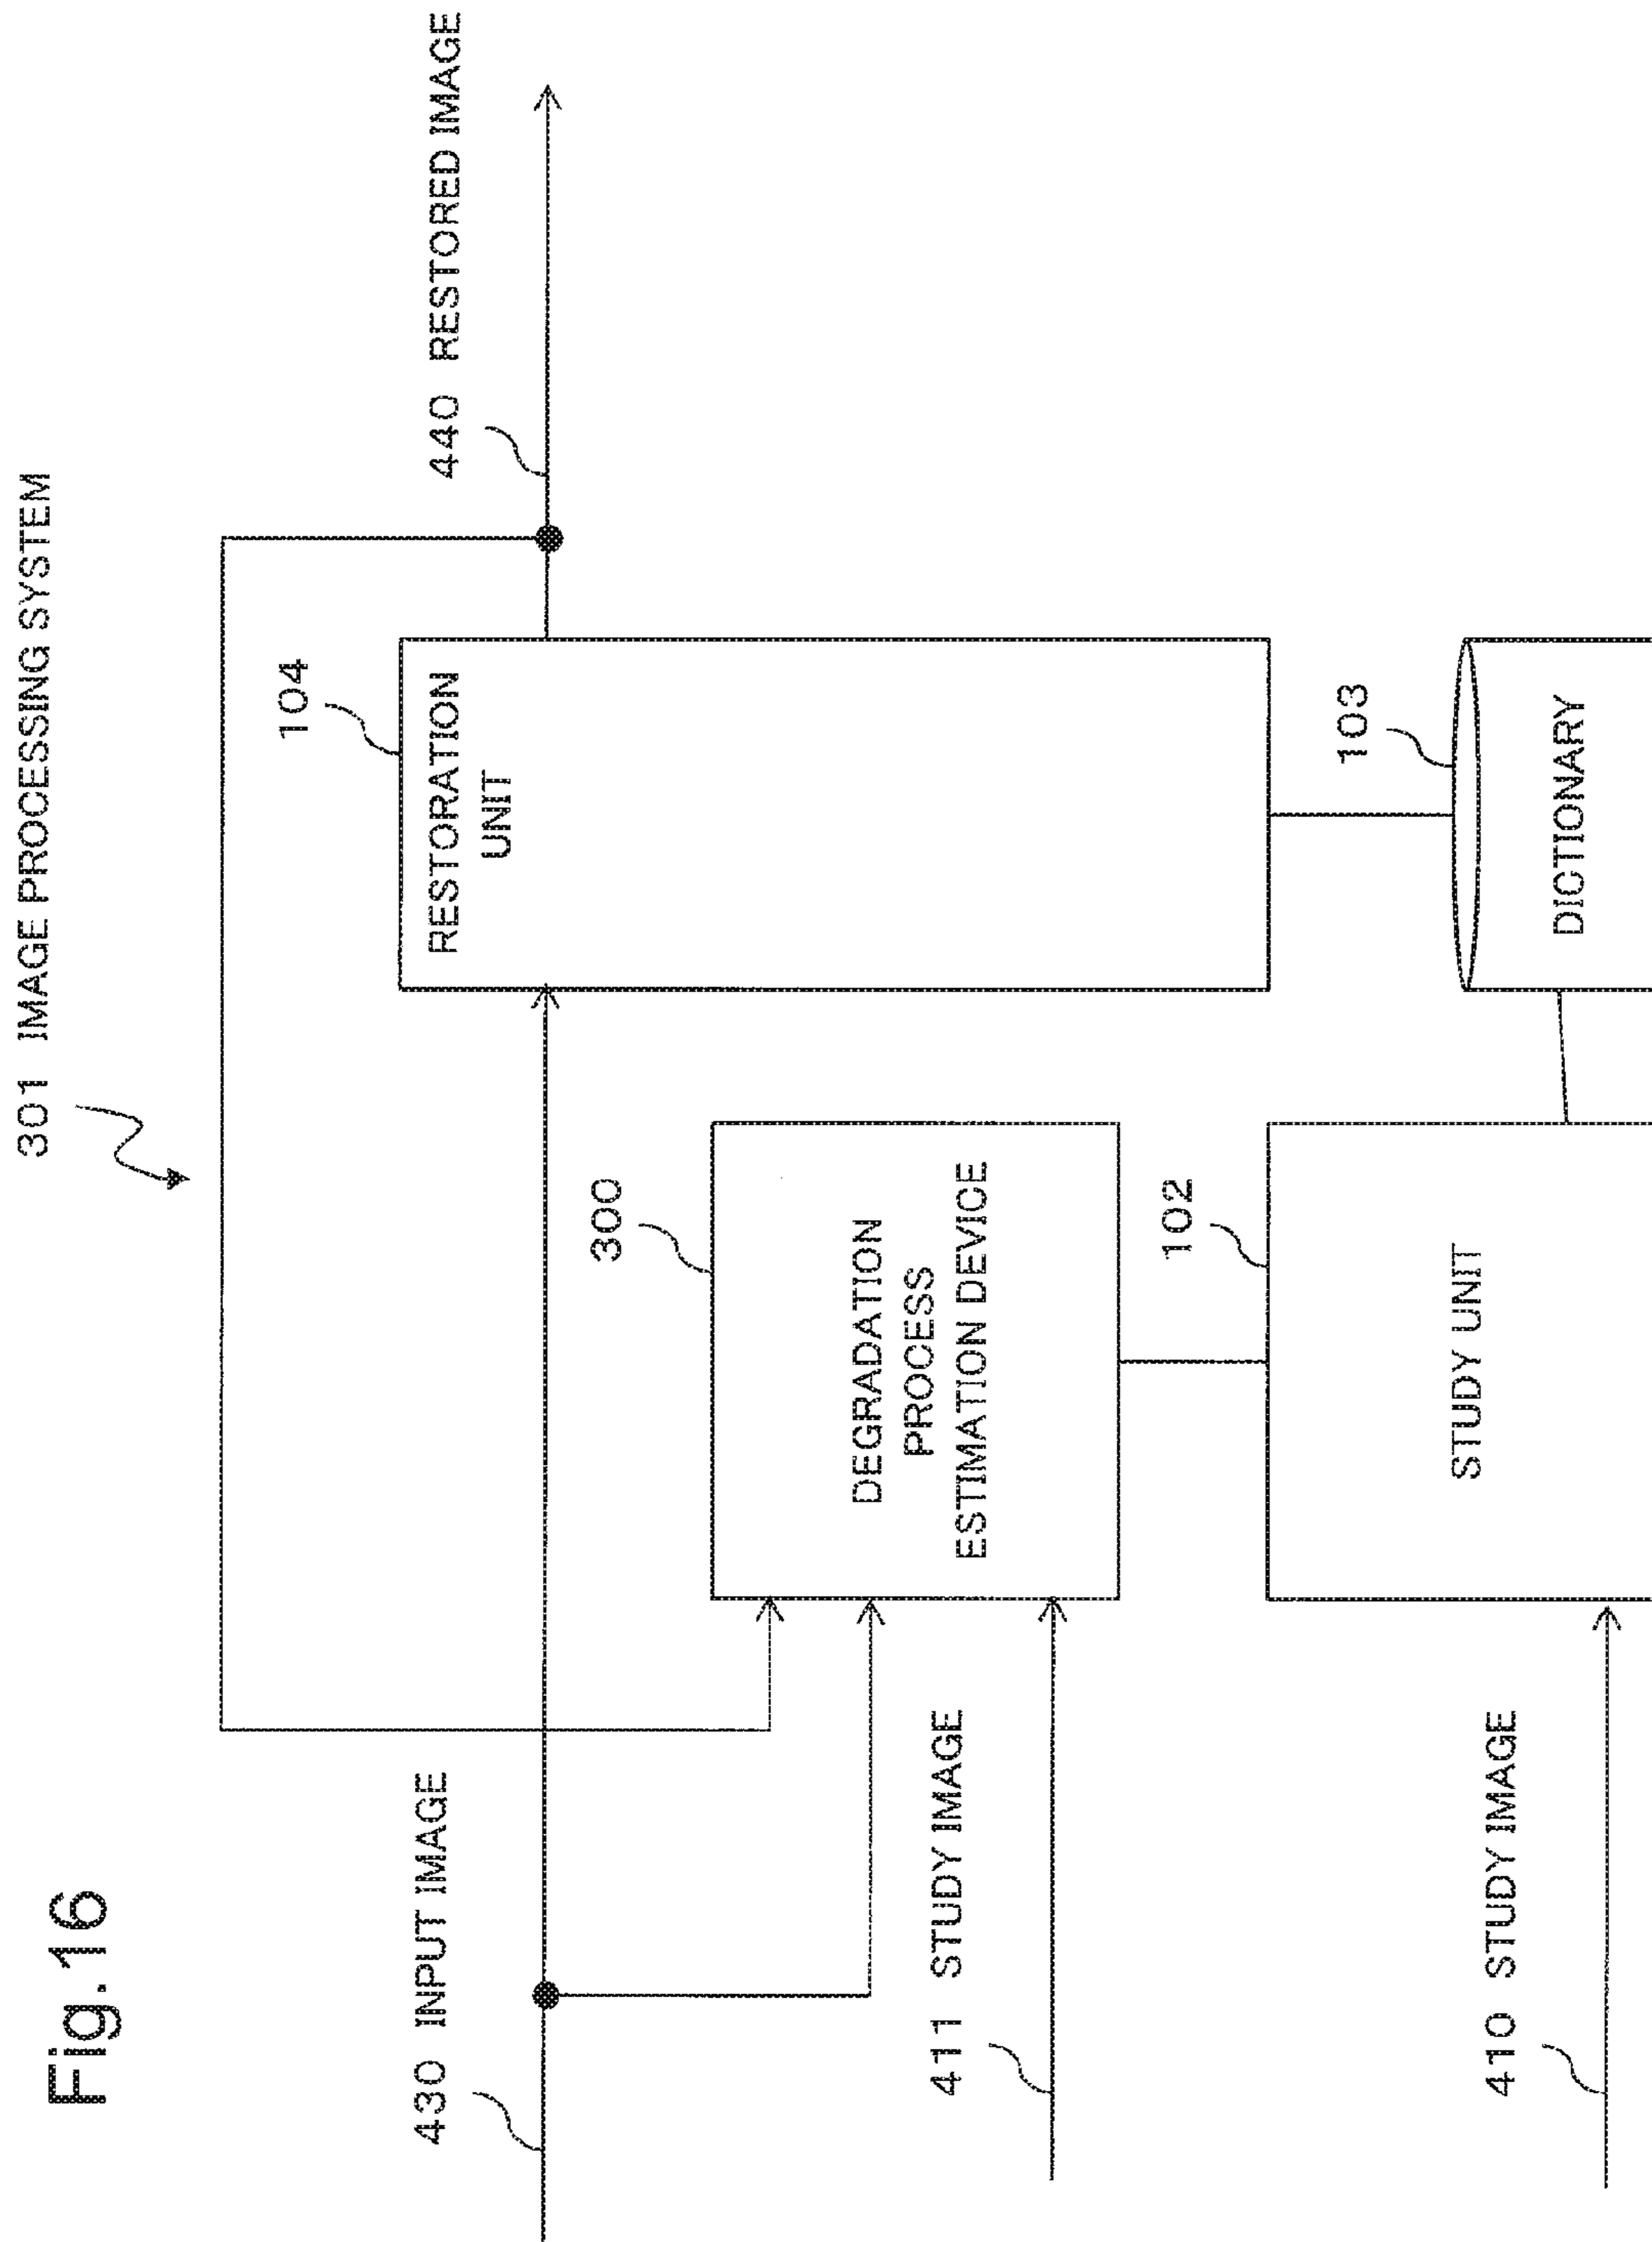 Fig.16
301 IMAGE PROCESSING SYSTEM
430 INPUT IMAGE
440 RESTORED IMAGE
104
RESTORATION
UNIT
300
DEGRADATION
PROCESS
ESTIMATION DEVICE
411 STUDY IMAGE
102
STUDY UNIT
103
DICTIONARY
410 STUDY IMAGE